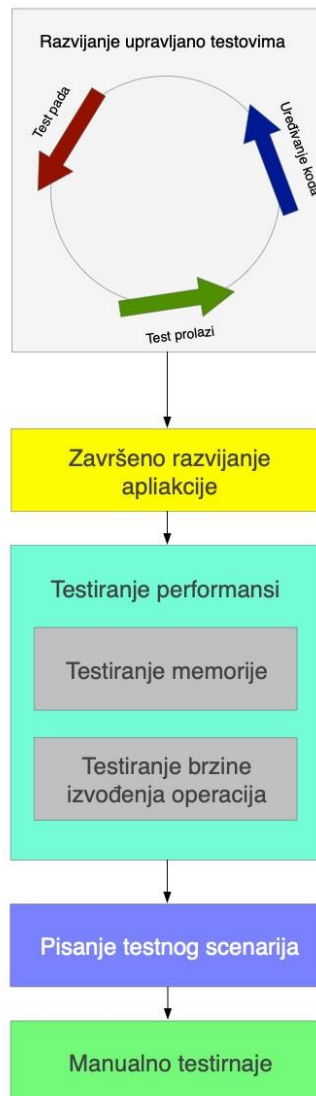 Razvijanje upravljano testovima
Test pada
Uređivanje koda
Test prolazi
Završeno razvijanje
apliakcije
Testiranje performansi
Testiranje memorije
Testiranje brzine
izvođenja operacija
Pisanje testnog scenarija
Manualno testirnaje